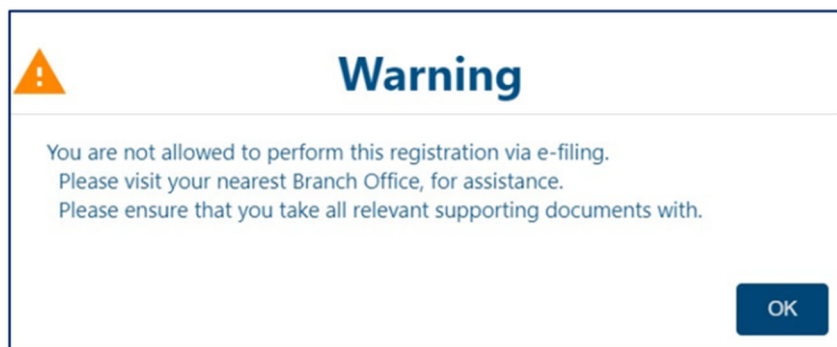 Warning
You are not allowed to perform this registration via e-filing.
Please visit your nearest Branch Office, for assistance.
Please ensure that you take all relevant supporting documents with.
OK